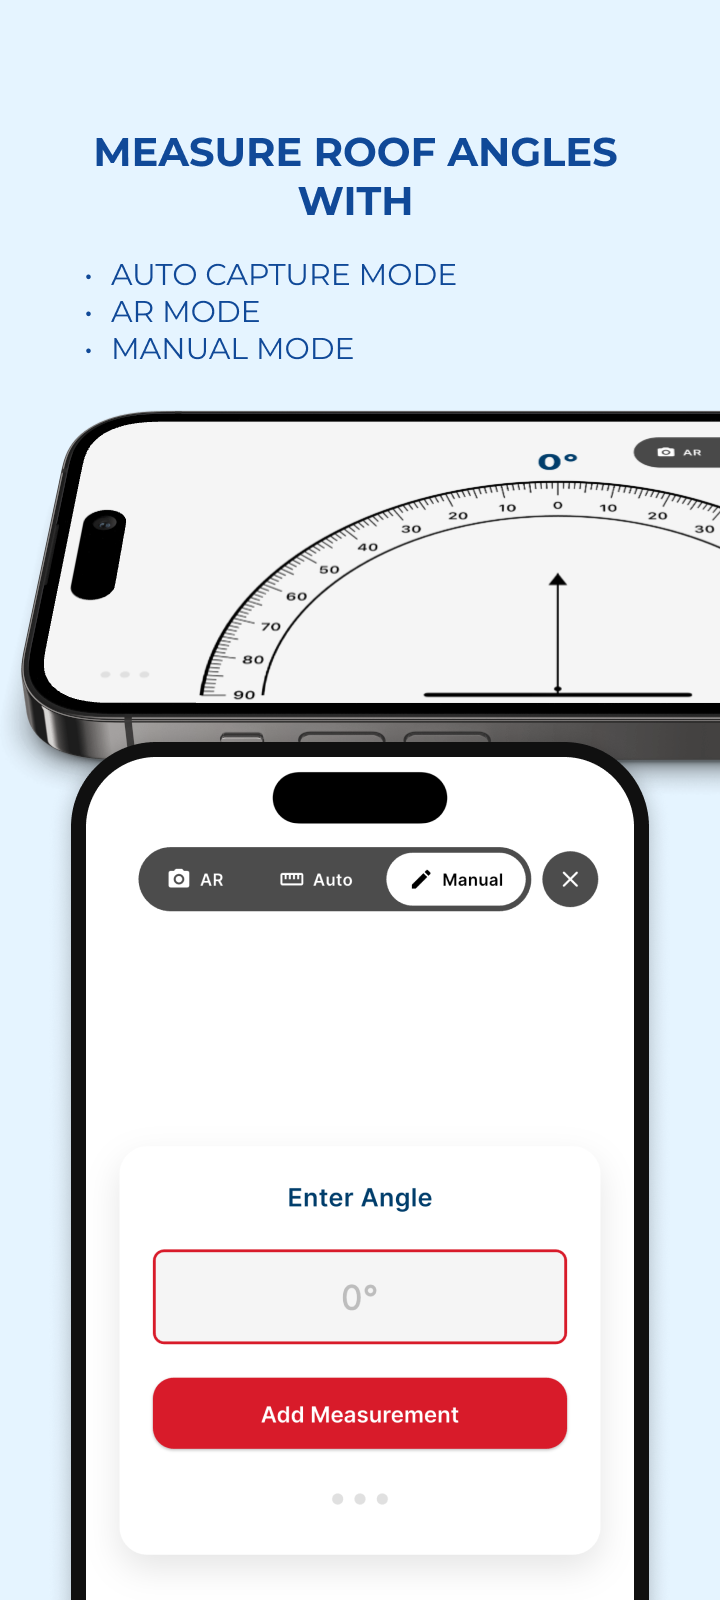 MEASURE ROOF ANGLES
WITH
• AUTO CAPTURE MODE
• AR MODE
• MANUAL MODE
0°
AR
90 80 70 60 50 40 30 20 10 0 10 20 30
AR Auto Manual
Enter Angle
0°
Add Measurement